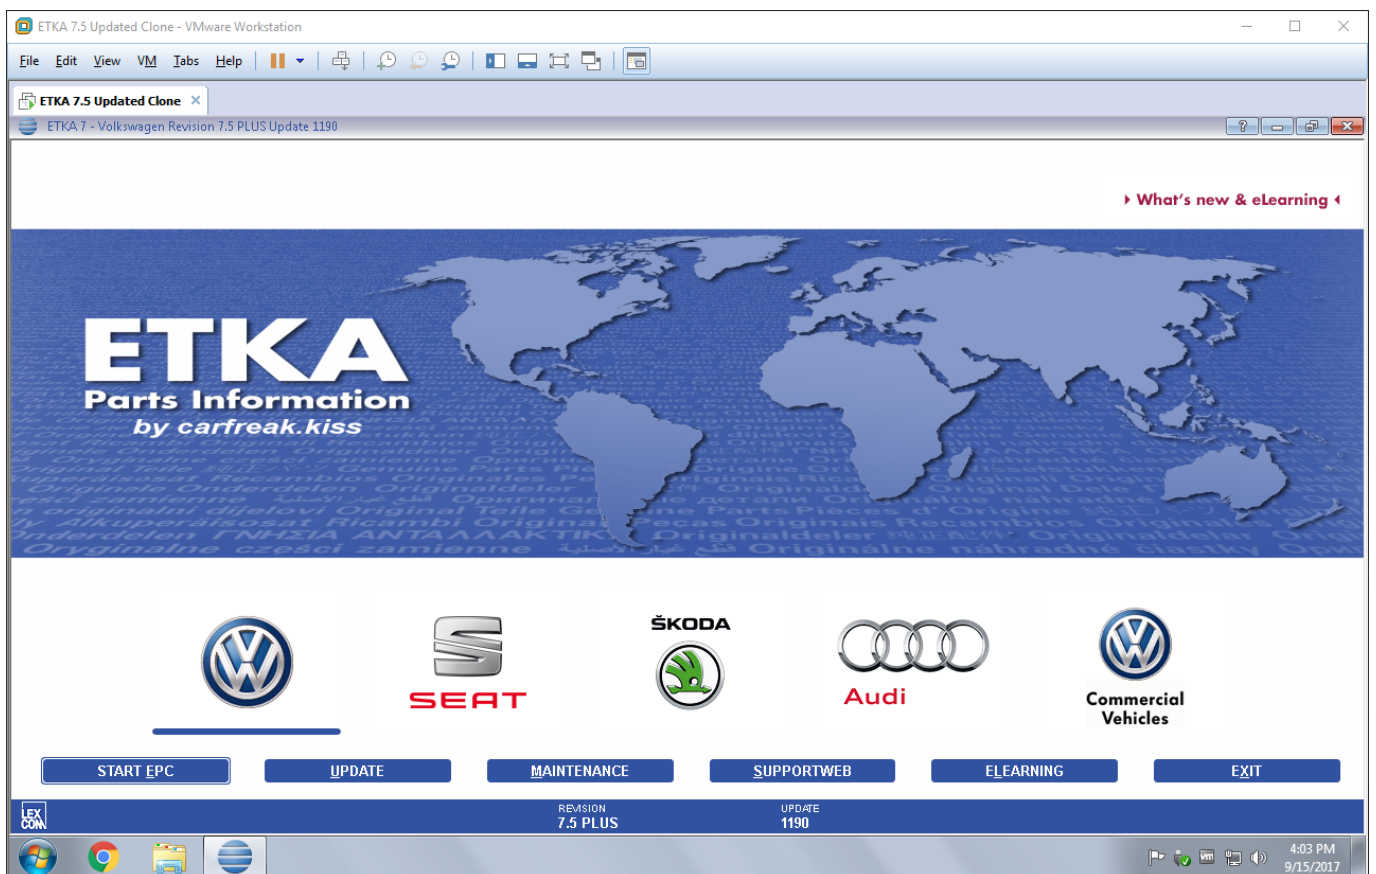 ETKA 7.5 Updated Clone - VMware Workstation
File Edit View VM Tabs Help
ETKA 7.5 Updated Clone
ETKA 7 - Volkswagen Revision 7.5 PLUS Update 1190
What's new & eLearning
ETKA
Parts Information
by carfreak.kiss
ŠKODA
SEAT
Audi
Commercial
Vehicles
START EPC UPDATE MAINTENANCE SUPPORTWEB ELEARNING EXIT
LEX
COM
REVISION UPDATE
7.5 PLUS 1190
4:03 PM
9/15/2017